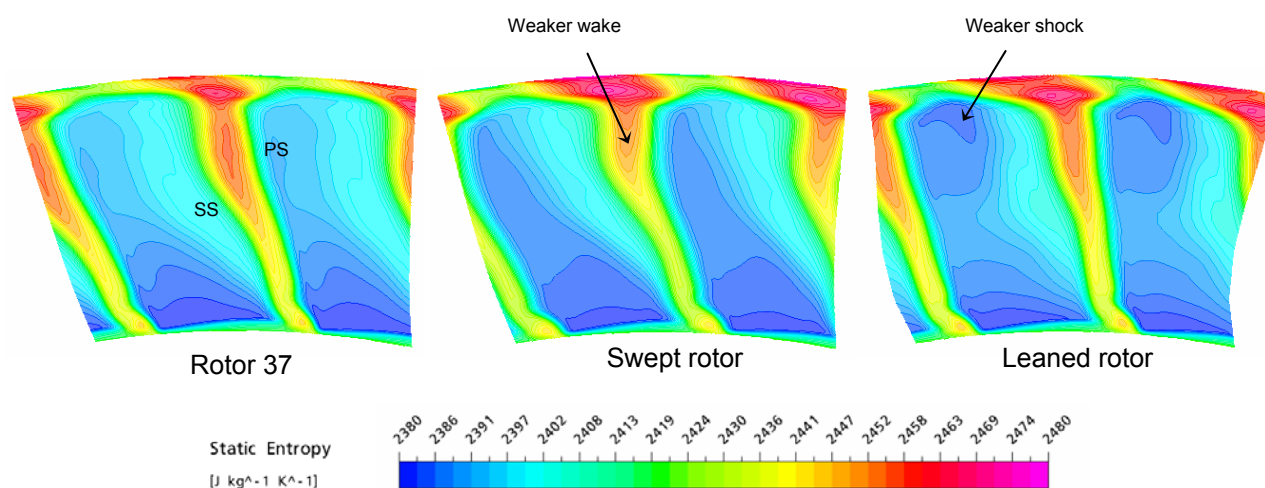 Weaker wake
Weaker shock
PS
SS
Rotor 37
Swept rotor
Leaned rotor
2380 2386 2391 2397 2402 2408 2413 2419 2424 2430 2436 2441 2447 2452 2458 2463 2469 2474 2480
Static Entropy
[J kg^-1 K^-1]